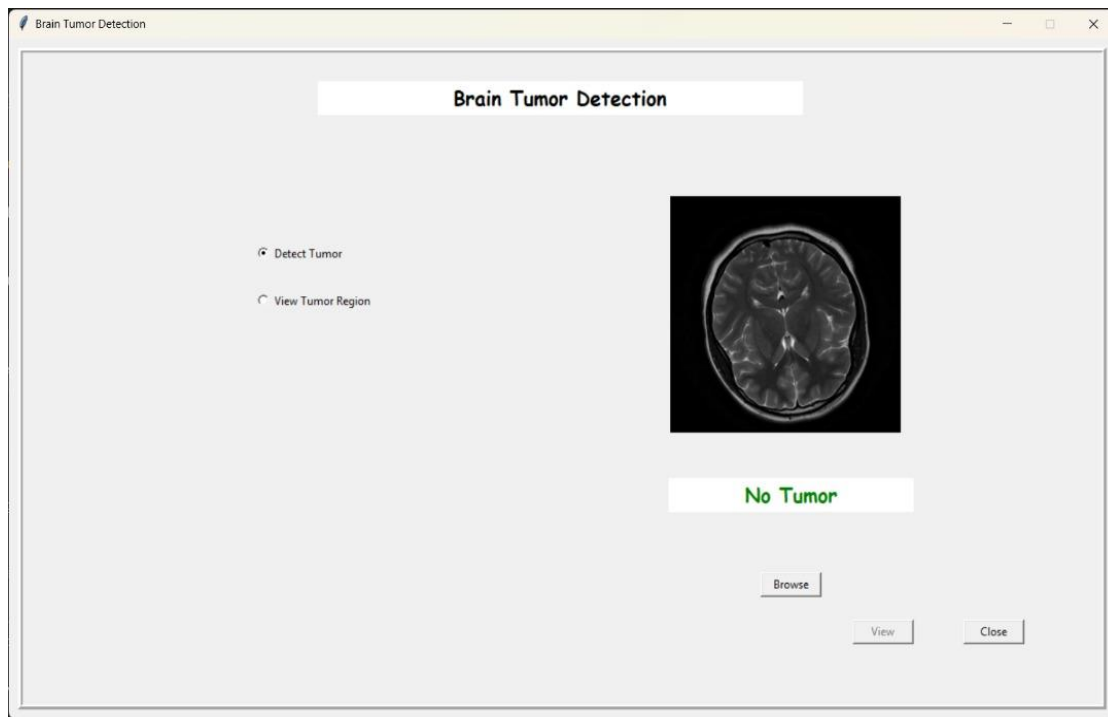 Brain Tumor Detection
Brain Tumor Detection
Detect Tumor
View Tumor Region
No Tumor
Browse
View
Close